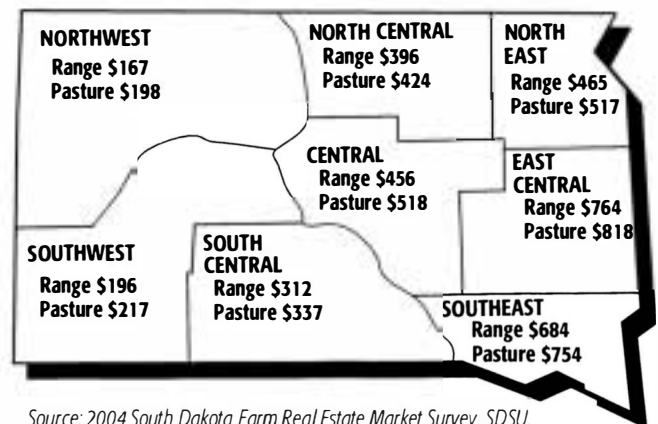 NORTHWEST
Range $167
Pasture $198
NORTH CENTRAL
Range $396
Pasture $424
NORTH
EAST
Range $465
Pasture $517
CENTRAL
Range $456
Pasture $518
EAST
CENTRAL
Range $764
Pasture $818
SOUTHWEST
Range $196
Pasture $217
SOUTH
CENTRAL
Range $312
Pasture $337
SOUTHEAST
Range $684
Pasture $754
Source: 2004 South Dakota Farm Real Estate Market Survey, SDSU.